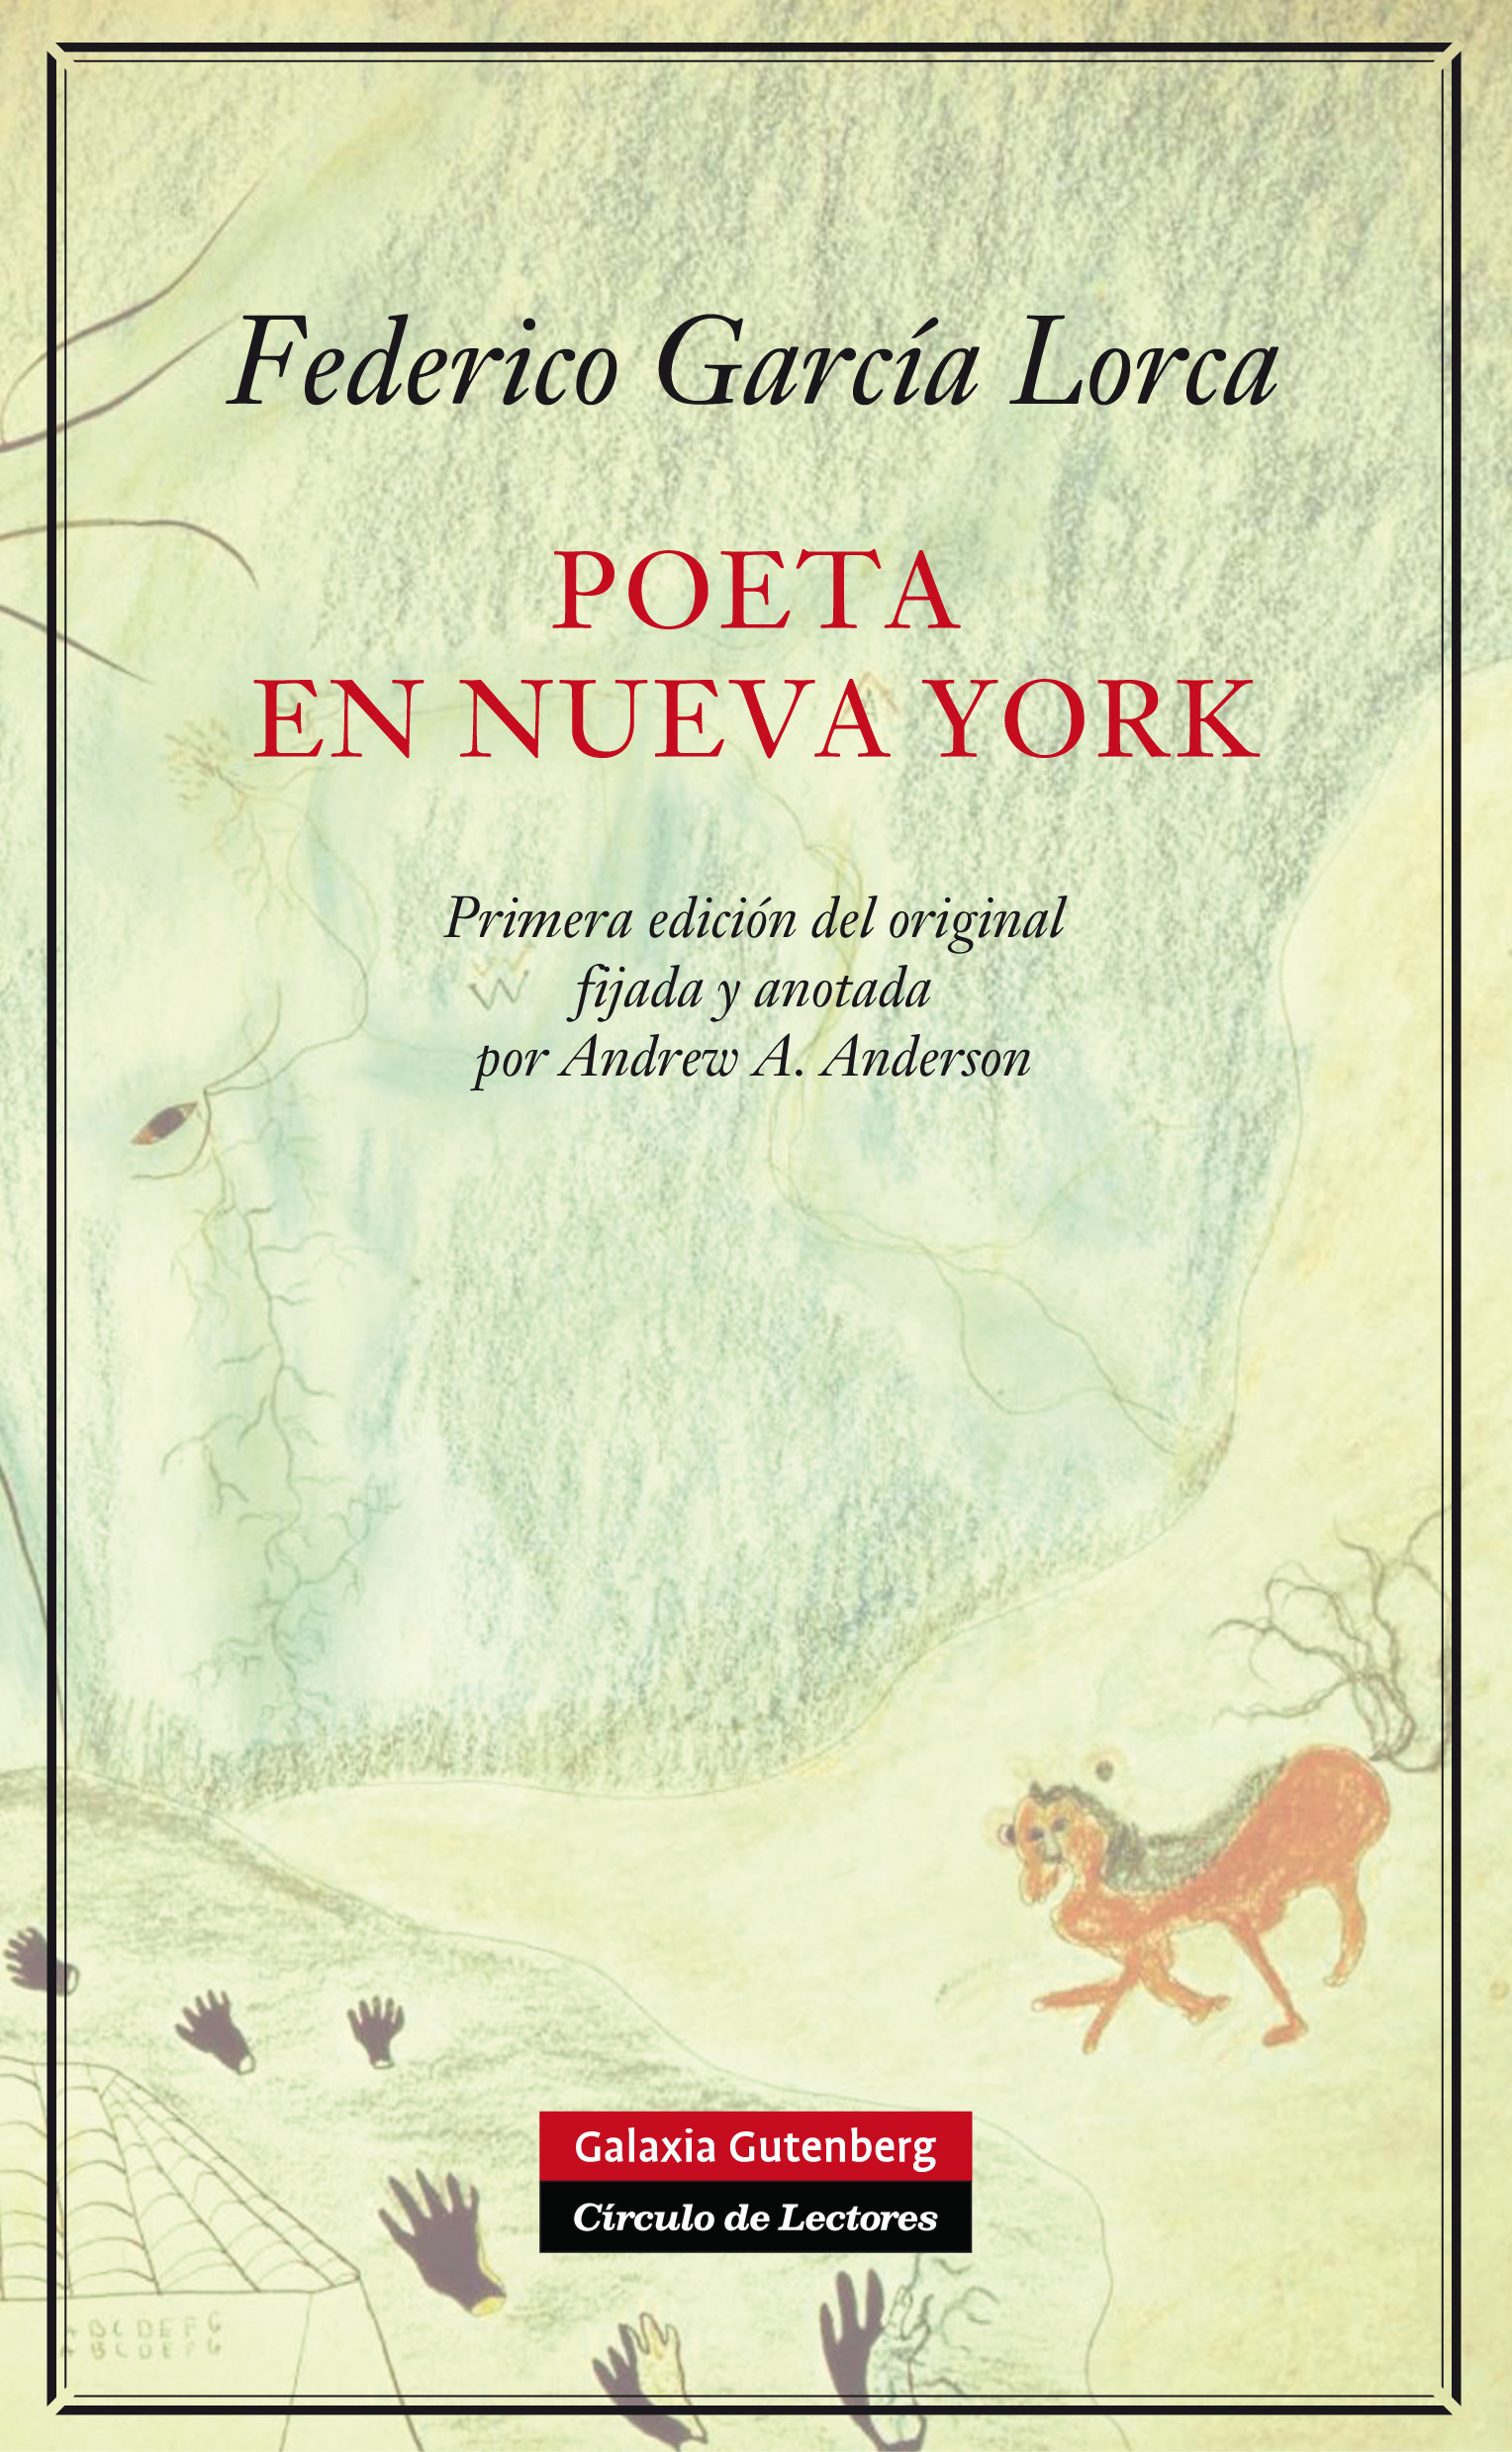 Federico García Lorca
POETA
EN NUEVA YORK
Primera edición del original
fijada y anotada
por Andrew A. Anderson
Galaxia Gutenberg
Círculo de Lectores